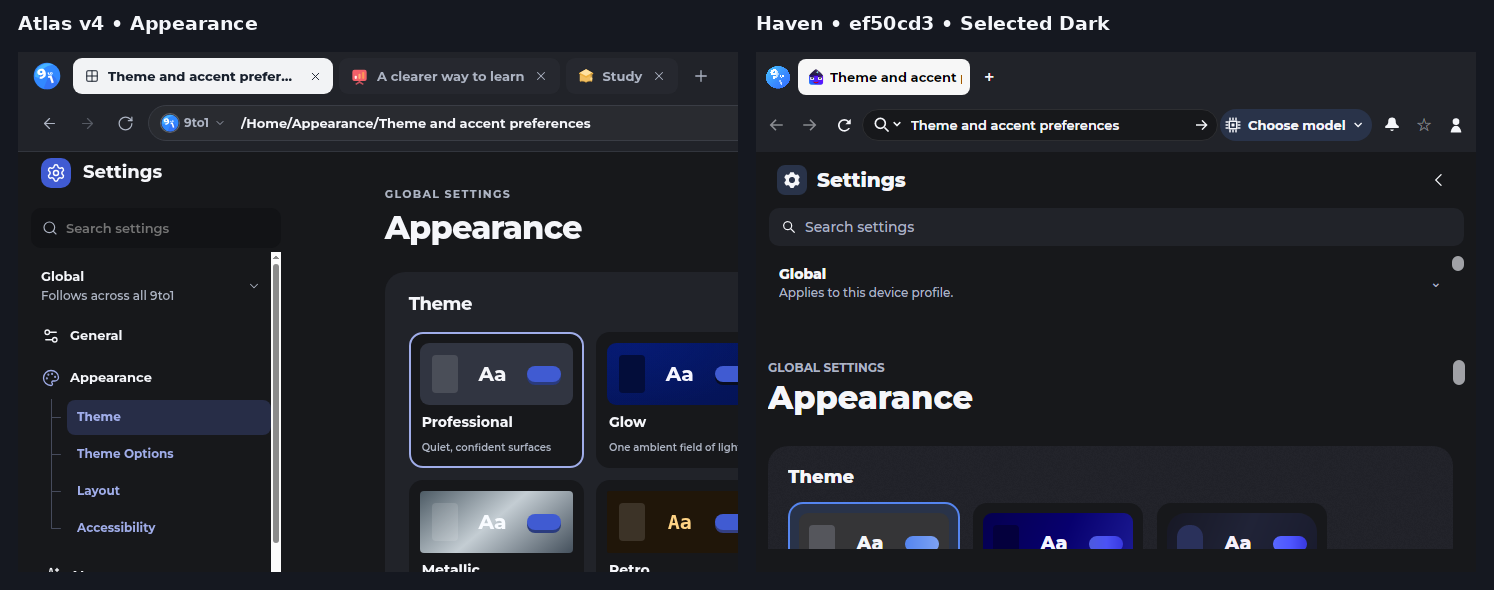 Atlas v4 • Appearance
Theme and accent prefer...
A clearer way to learn
Study
9to1
/Home/Appearance/Theme and accent preferences
Settings
Search settings
Global
Follows across all 9to1
General
Appearance
Theme
Theme Options
Layout
Accessibility
GLOBAL SETTINGS
Appearance
Theme
Aa
Aa
Professional
Glow
Quiet, confident surfaces
One ambient field of ligh
Aa
Aa
Metallic
Retro
Haven • ef50cd3 • Selected Dark
Theme and accent
Theme and accent preferences
Choose model
Settings
Search settings
Global
Applies to this device profile.
GLOBAL SETTINGS
Appearance
Theme
Aa
Aa
Aa